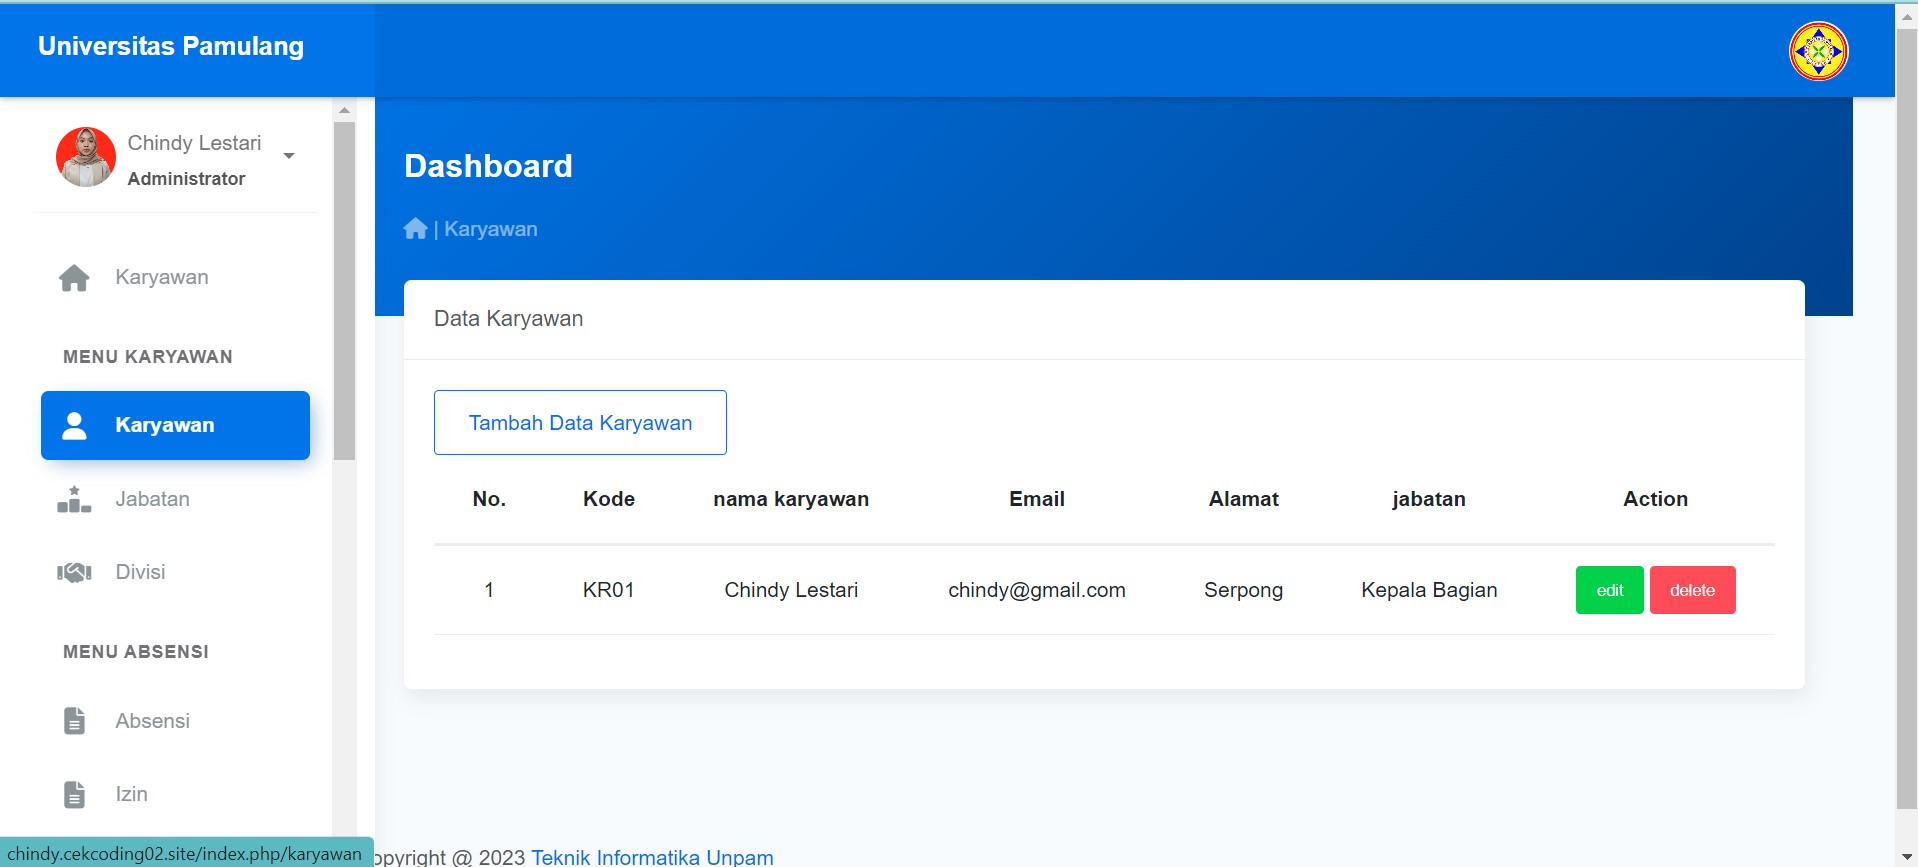 Universitas Pamulang
Chindy Lestari
Administrator
Karyawan
MENU KARYAWAN
Karyawan
Jabatan
Divisi
MENU ABSENSI
Absensi
Izin
chindy.cekcoding02.site/index.php/karyawan
Dashboard
| Karyawan
Data Karyawan
Tambah Data Karyawan
No. Kode nama karyawan Email Alamat jabatan Action
1 KR01 Chindy Lestari chindy@gmail.com Serpong Kepala Bagian edit delete
opyright @ 2023 Teknik Informatika Unpam